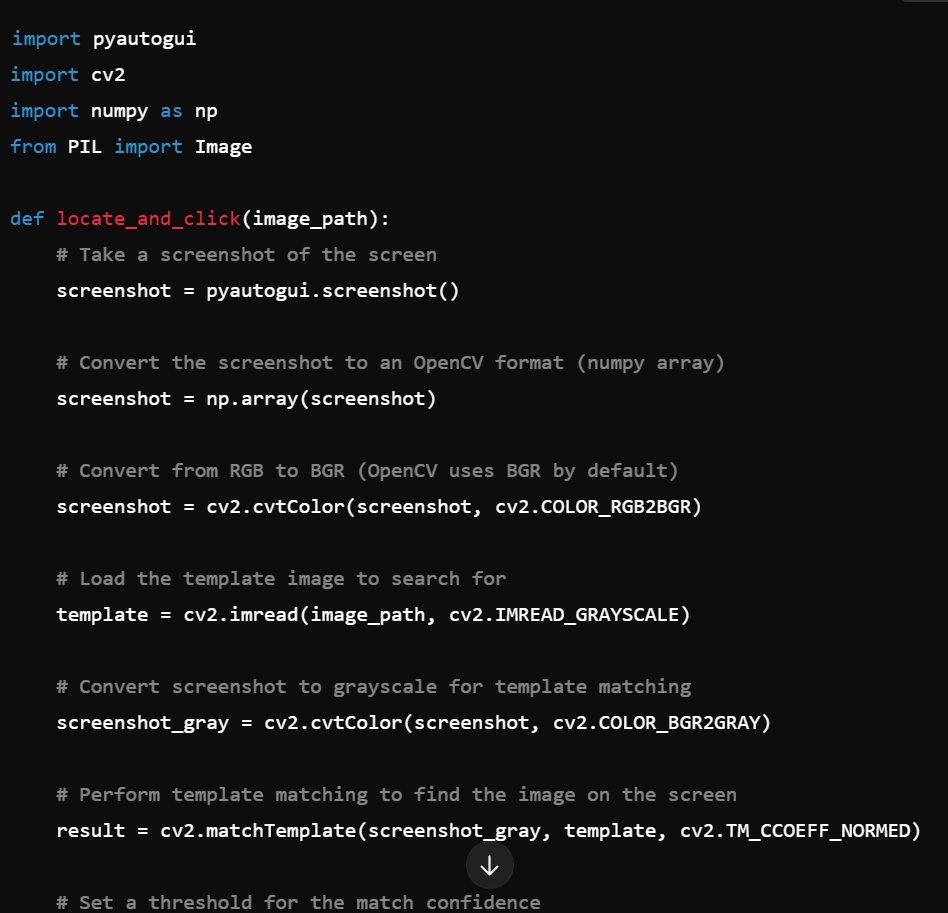 import pyautogui
import cv2
import numpy as np
from PIL import Image
def locate_and_click(image_path):
# Take a screenshot of the screen
screenshot = pyautogui.screenshot()
# Convert the screenshot to an OpenCV format (numpy array)
screenshot = np.array(screenshot)
# Convert from RGB to BGR (OpenCV uses BGR by default)
screenshot = cv2.cvtColor(screenshot, cv2.COLOR_RGB2BGR)
# Load the template image to search for
template = cv2.imread(image_path, cv2.IMREAD_GRAYSCALE)
# Convert screenshot to grayscale for template matching
screenshot_gray = cv2.cvtColor(screenshot, cv2.COLOR_BGR2GRAY)
# Perform template matching to find the image on the screen
result = cv2.matchTemplate(screenshot_gray, template, cv2.TM_CCOEFF_NORMED)
# Set a threshold for the match confidence